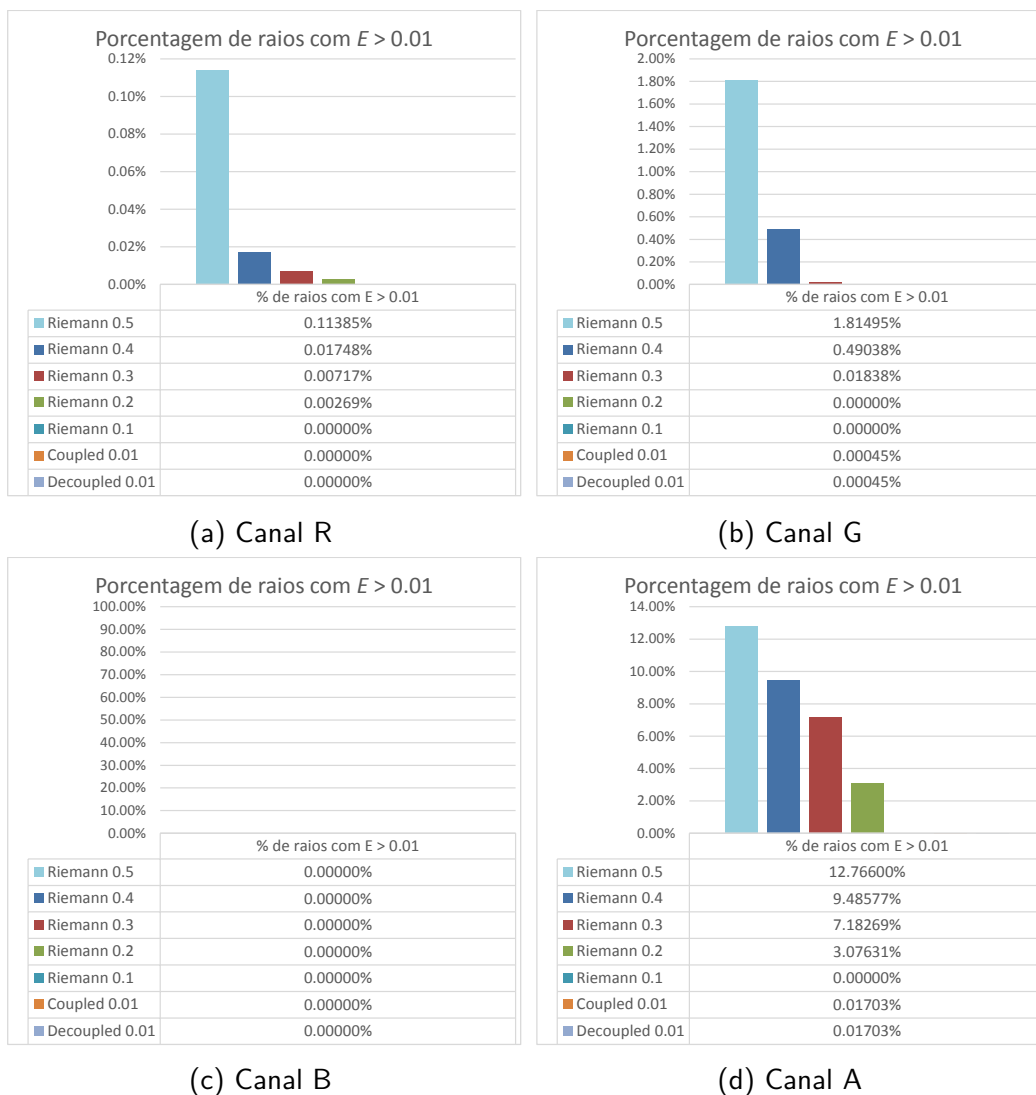 Porcentagem de raios com E > 0.01
0.12%
0.10%
0.08%
0.06%
0.04%
0.02%
0.00%
% de raios com E > 0.01
Riemann 0.5 0.11385%
Riemann 0.4 0.01748%
Riemann 0.3 0.00717%
Riemann 0.2 0.00269%
Riemann 0.1 0.00000%
Coupled 0.01 0.00000%
Decoupled 0.01 0.00000%
(a) Canal R
Porcentagem de raios com E > 0.01
2.00%
1.80%
1.60%
1.40%
1.20%
1.00%
0.80%
0.60%
0.40%
0.20%
0.00%
% de raios com E > 0.01
Riemann 0.5 1.81495%
Riemann 0.4 0.49038%
Riemann 0.3 0.01838%
Riemann 0.2 0.00000%
Riemann 0.1 0.00000%
Coupled 0.01 0.00045%
Decoupled 0.01 0.00045%
(b) Canal G
Porcentagem de raios com E > 0.01
100.00%
90.00%
80.00%
70.00%
60.00%
50.00%
40.00%
30.00%
20.00%
10.00%
0.00%
% de raios com E > 0.01
Riemann 0.5 0.00000%
Riemann 0.4 0.00000%
Riemann 0.3 0.00000%
Riemann 0.2 0.00000%
Riemann 0.1 0.00000%
Coupled 0.01 0.00000%
Decoupled 0.01 0.00000%
(c) Canal B
Porcentagem de raios com E > 0.01
14.00%
12.00%
10.00%
8.00%
6.00%
4.00%
2.00%
0.00%
% de raios com E > 0.01
Riemann 0.5 12.76600%
Riemann 0.4 9.48577%
Riemann 0.3 7.18269%
Riemann 0.2 3.07631%
Riemann 0.1 0.00000%
Coupled 0.01 0.01703%
Decoupled 0.01 0.01703%
(d) Canal A